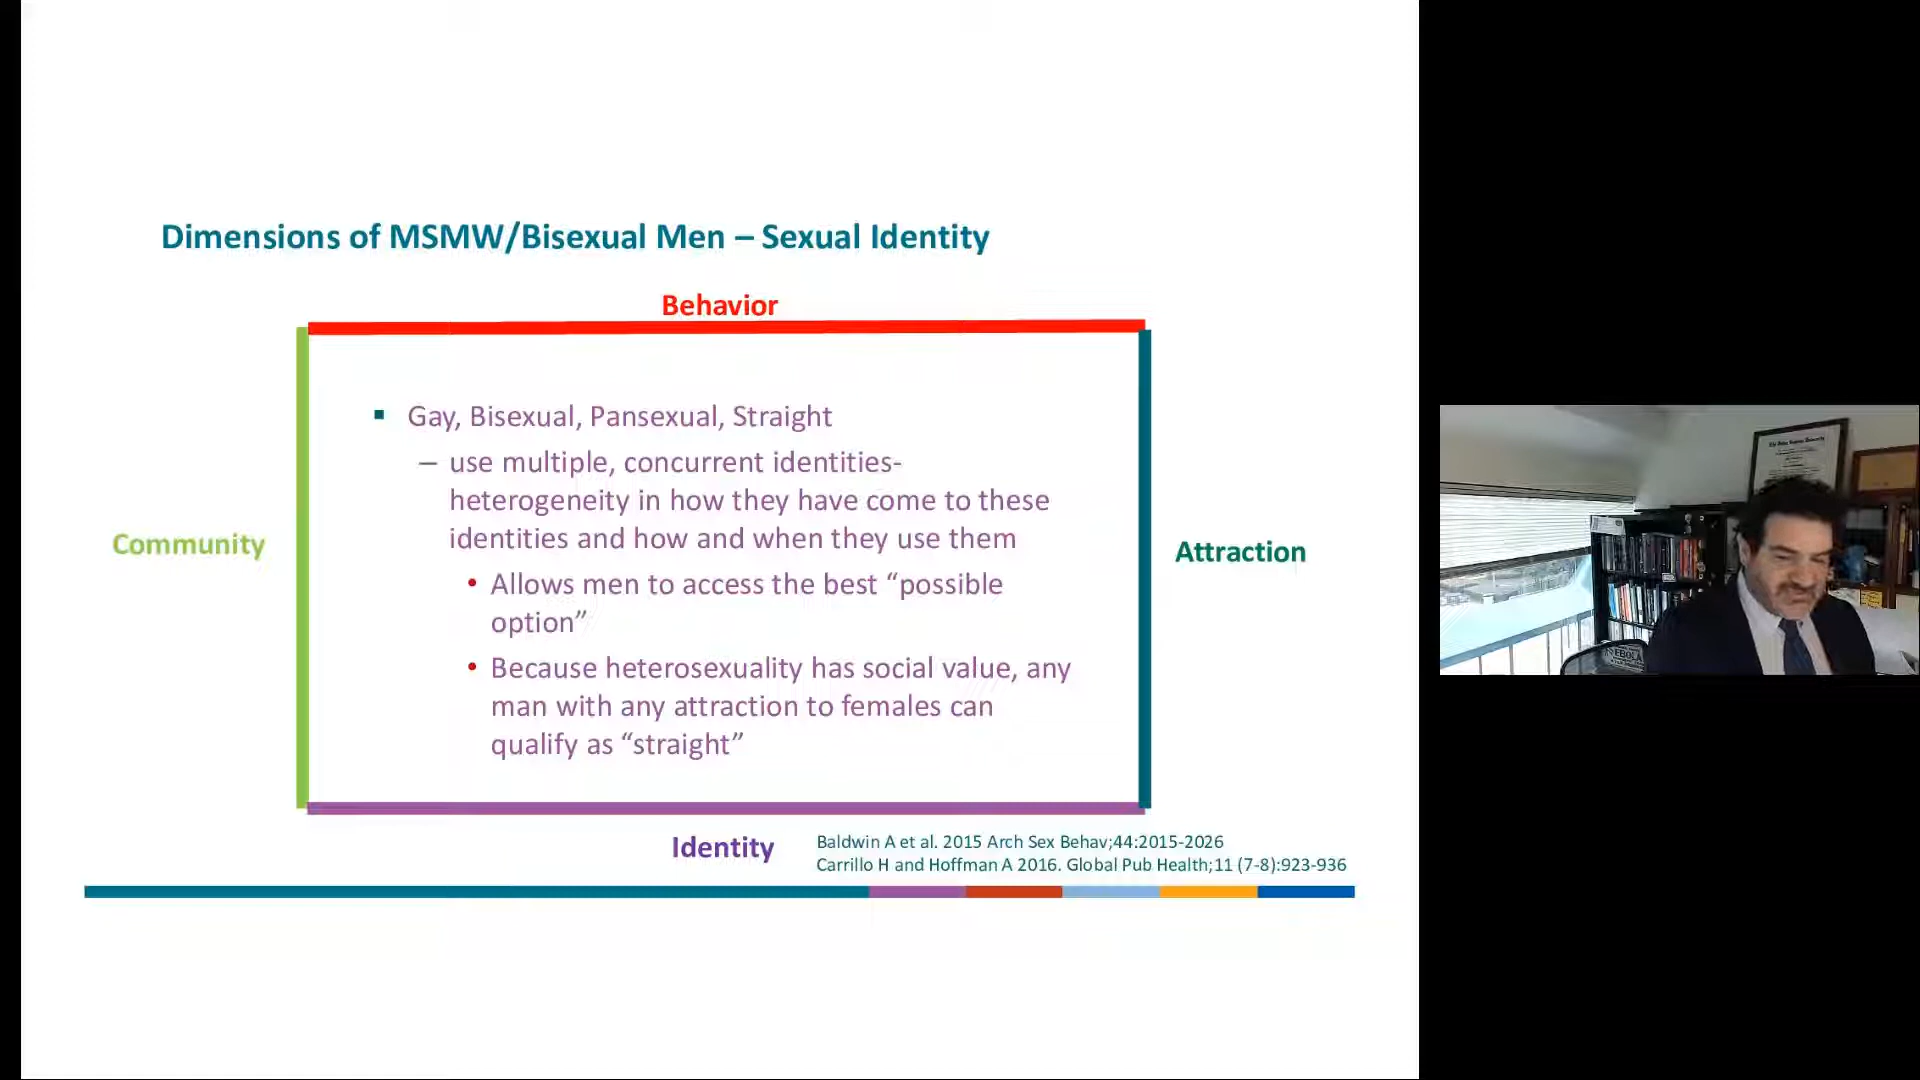 Dimensions of MSMW/Bisexual Men – Sexual Identity
Behavior
▪ Gay, Bisexual, Pansexual, Straight
– use multiple, concurrent identities-
heterogeneity in how they have come to these
identities and how and when they use them
• Allows men to access the best “possible
option”
• Because heterosexuality has social value, any
man with any attraction to females can
qualify as “straight”
Community
Attraction
Identity
Baldwin A et al. 2015 Arch Sex Behav;44:2015-2026
Carrillo H and Hoffman A 2016. Global Pub Health;11 (7-8):923-936
EBOLA